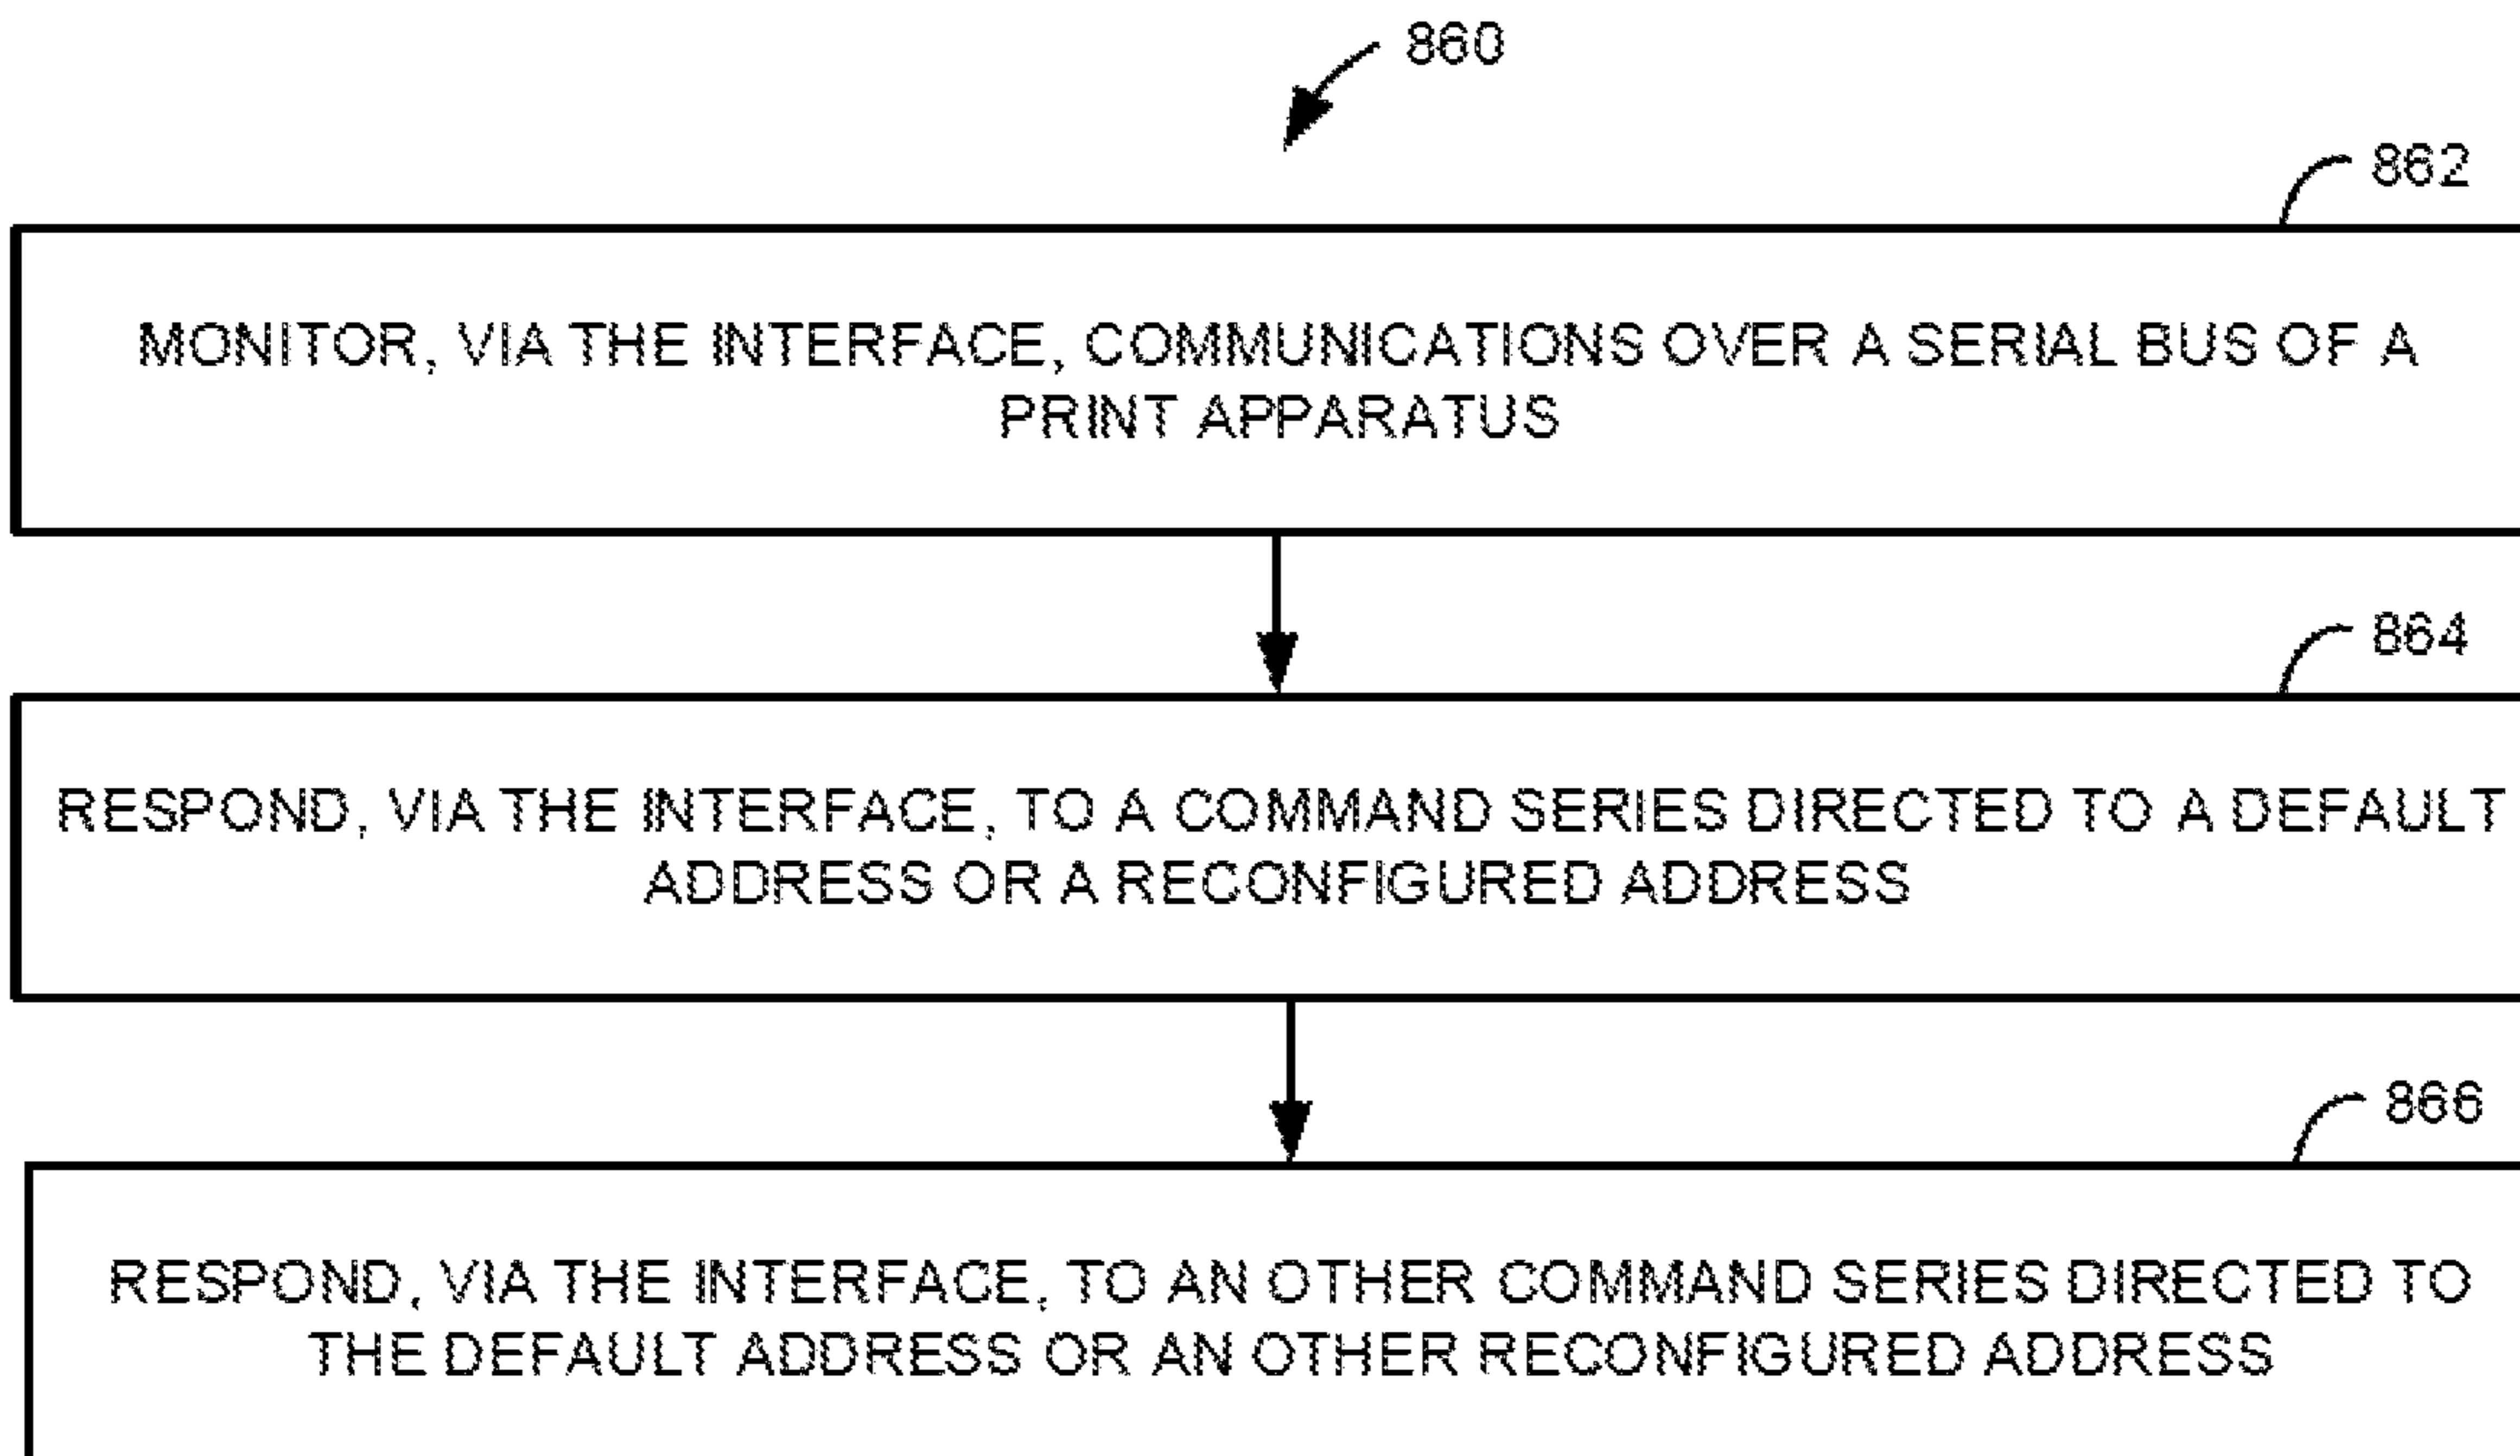 860
862
MONITOR, VIA THE INTERFACE, COMMUNICATIONS OVER A SERIAL BUS OF A
PRINT APPARATUS
864
RESPOND, VIA THE INTERFACE, TO A COMMAND SERIES DIRECTED TO A DEFAULT
ADDRESS OR A RECONFIGURED ADDRESS
866
RESPOND, VIA THE INTERFACE, TO AN OTHER COMMAND SERIES DIRECTED TO
THE DEFAULT ADDRESS OR AN OTHER RECONFIGURED ADDRESS